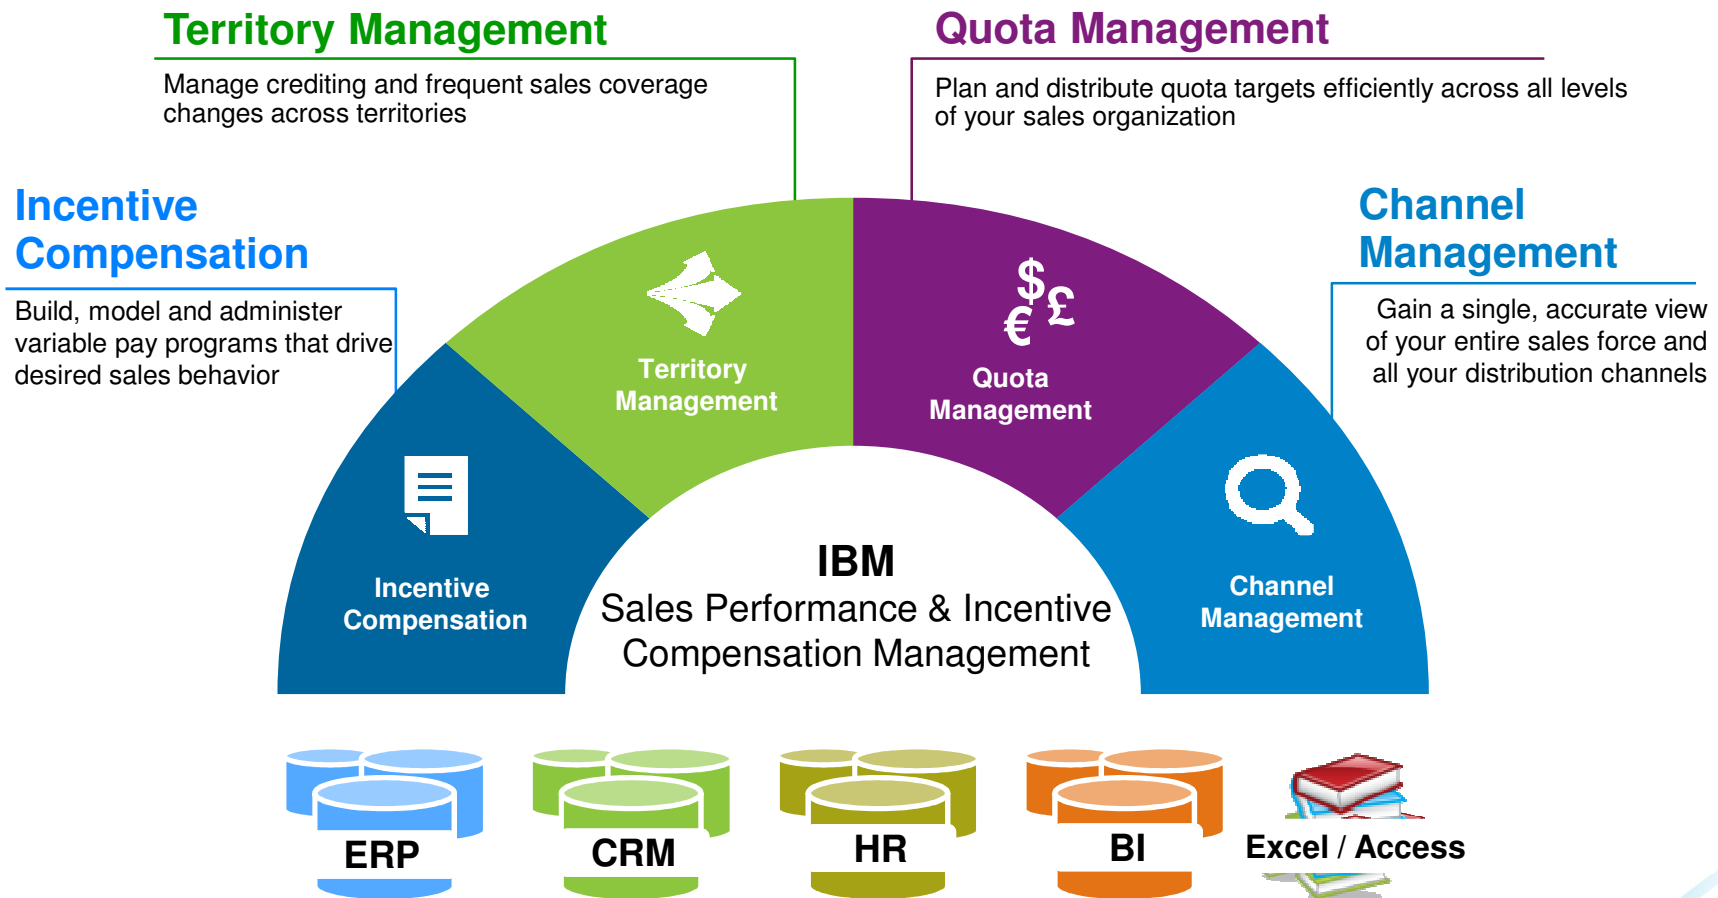 Territory Management
Manage crediting and frequent sales coverage
changes across territories
Quota Management
Plan and distribute quota targets efficiently across all levels
of your sales organization
Incentive
Compensation
Build, model and administer
variable pay programs that drive
desired sales behavior
Channel
Management
Gain a single, accurate view
of your entire sales force and
all your distribution channels
Territory
Management
$
£
€
Quota
Management
Incentive
Compensation
Channel
Management
IBM
Sales Performance & Incentive
Compensation Management
ERP
CRM
HR
BI
Excel / Access